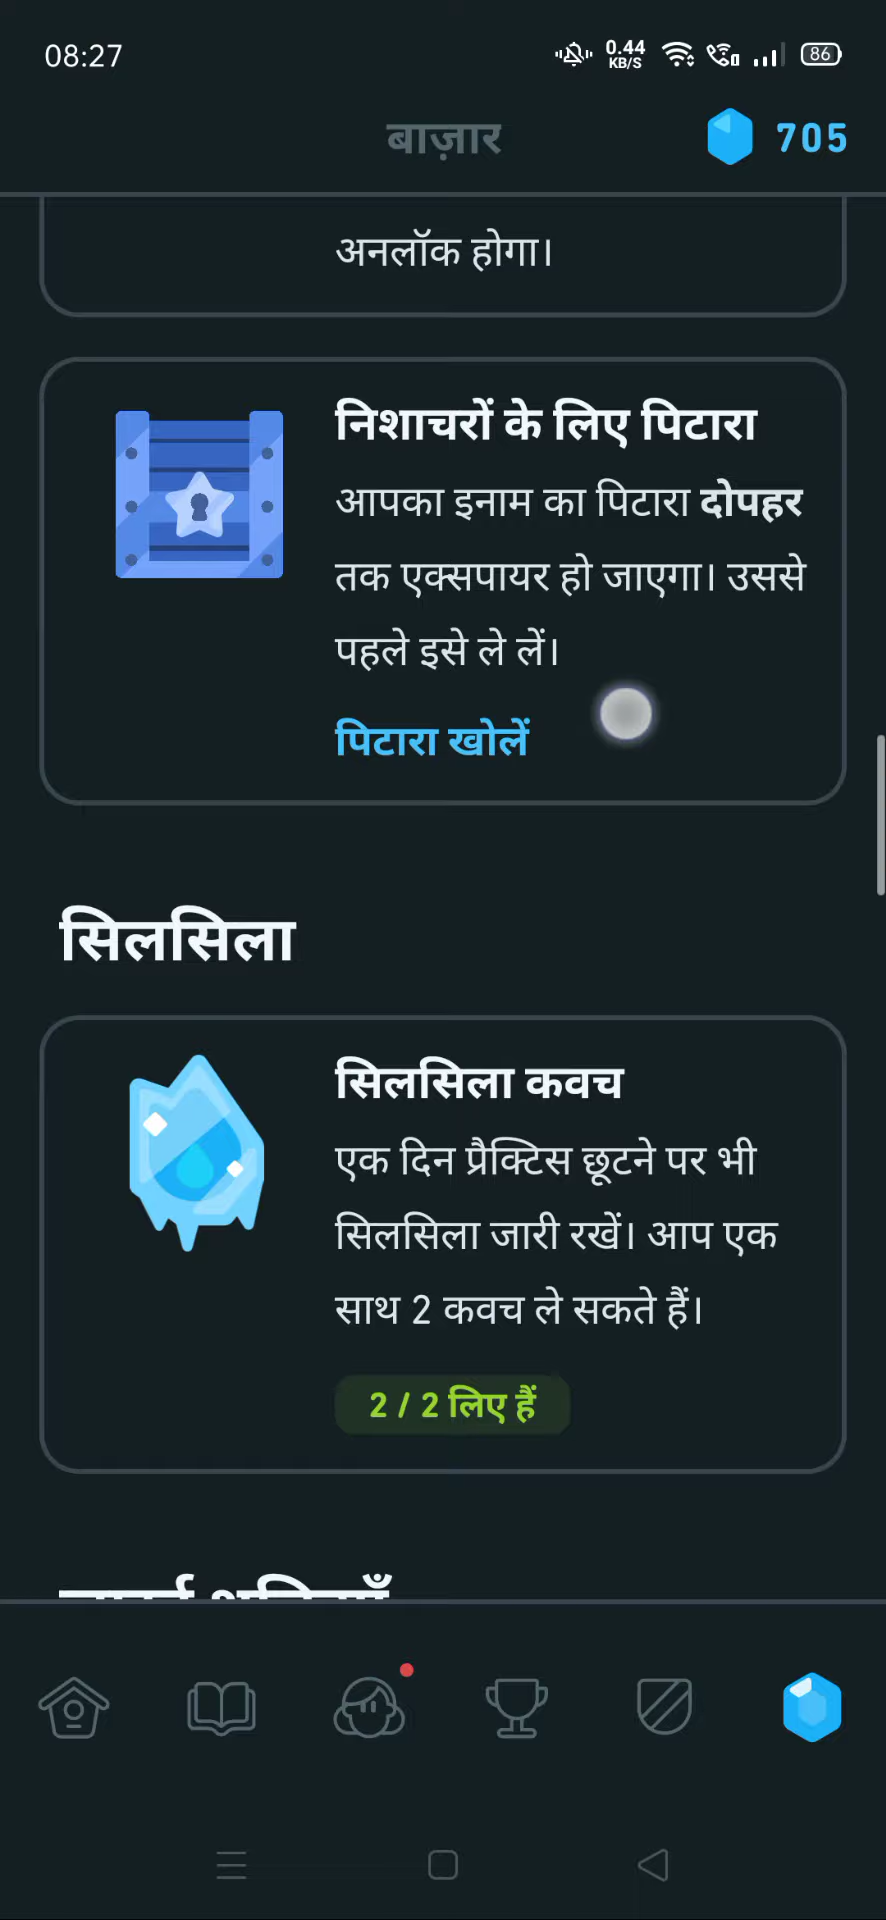 08:27
0.44
KB/S
86
बाज़ार
705
अनलॉक होगा।
निशाचरों के लिए पिटारा
आपका इनाम का पिटारा दोपहर
तक एक्सपायर हो जाएगा। उससे
पहले इसे ले लें।
पिटारा खोलें
सिलसिला
सिलसिला कवच
एक दिन प्रैक्टिस छूटने पर भी
सिलसिला जारी रखें। आप एक
साथ 2 कवच ले सकते हैं।
2 / 2 लिए हैं